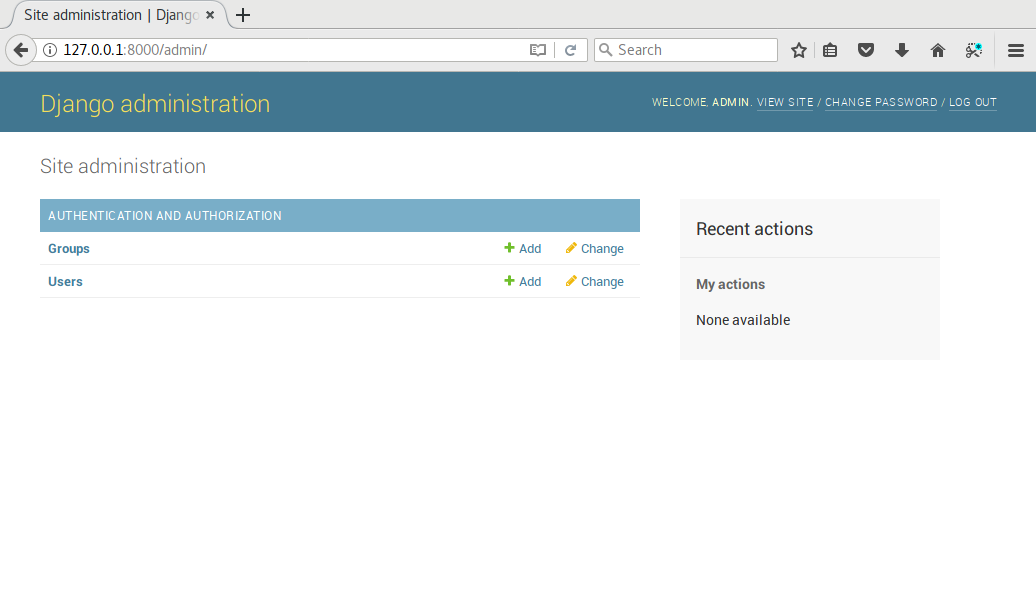 Site administration | Django
127.0.0.1:8000/admin/
Search
Django administration
WELCOME, ADMIN. VIEW SITE / CHANGE PASSWORD / LOG OUT
Site administration
AUTHENTICATION AND AUTHORIZATION
Groups Add Change
Users Add Change
Recent actions
My actions
None available